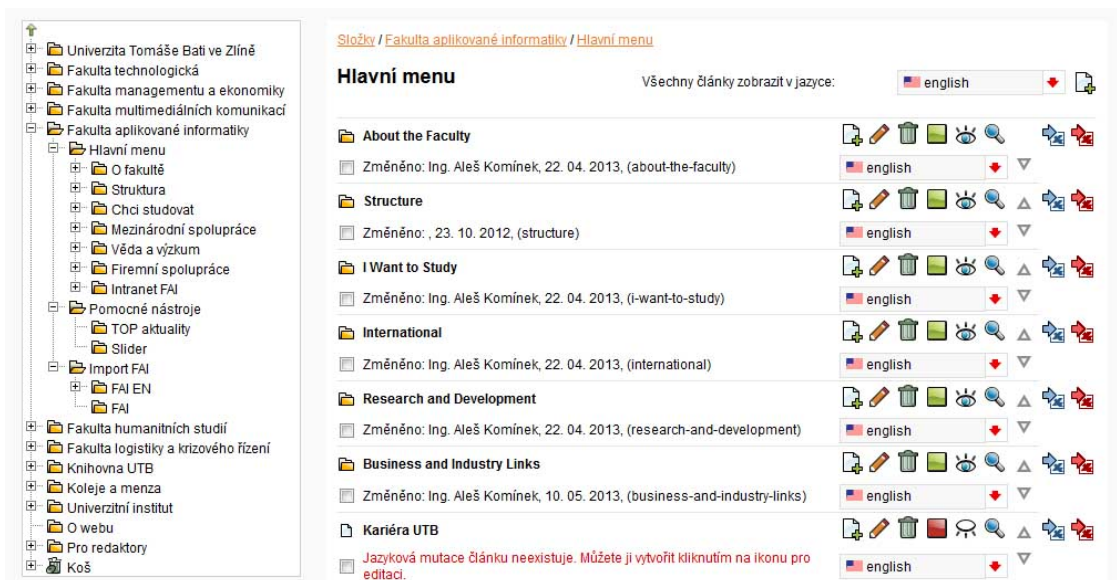 Univerzita Tomáše Bati ve Zlíně
Fakulta technologická
Fakulta managementu a ekonomiky
Fakulta multimediálních komunikací
Fakulta aplikované informatiky
Hlavní menu
O fakultě
Struktura
Chci studovat
Mezinárodní spolupráce
Věda a výzkum
Firemní spolupráce
Intranet FAI
Pomocné nástroje
TOP aktuality
Slider
Import FAI
FAI EN
FAI
Fakulta humanitních studií
Fakulta logistiky a krizového řízení
Knihovna UTB
Koleje a menza
Univerzitní institut
O webu
Pro redaktory
Koš
Složky / Fakulta aplikované informatiky / Hlavní menu
Hlavní menu Všechny články zobrazit v jazyce: english
About the Faculty
Změněno: Ing. Aleš Komínek, 22. 04. 2013, (about-the-faculty) english
Structure
Změněno: , 23. 10. 2012, (structure) english
I Want to Study
Změněno: Ing. Aleš Komínek, 22. 04. 2013, (i-want-to-study) english
International
Změněno: Ing. Aleš Komínek, 22. 04. 2013, (international) english
Research and Development
Změněno: Ing. Aleš Komínek, 22. 04. 2013, (research-and-development) english
Business and Industry Links
Změněno: Ing. Aleš Komínek, 10. 05. 2013, (business-and-industry-links) english
Kariéra UTB
Jazyková mutace článku neexistuje. Můžete ji vytvořit kliknutím na ikonu pro
editaci. english